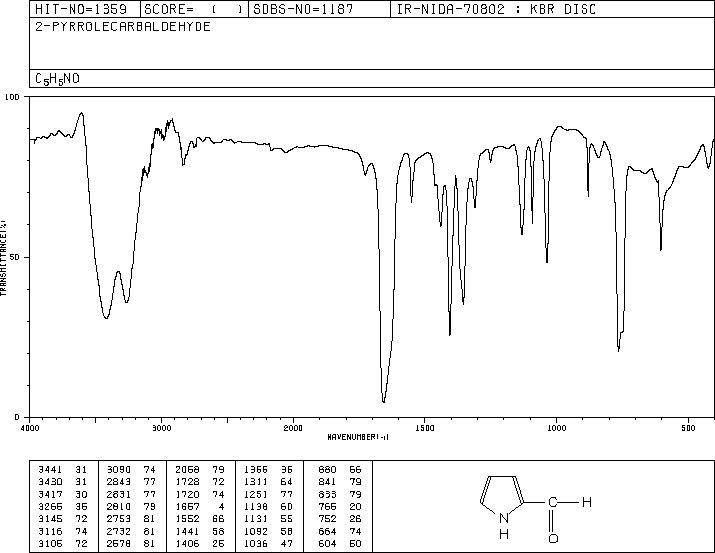 HIT-NO=1359 SCORE= ( ) SDBS-NO=1187 IR-NIDA-70802 : KBR DISC
2-PYRROLECARBALDEHYDE
C5H5NO
100
50
0
TRANSMITTANCE(%)
4000 3000 2000 1500 1000 500
WAVENUMBER(-1)
3441 31 3090 74 2058 79 1355 35 880 66
3430 31 2843 77 1728 72 1311 64 841 79
3417 30 2831 77 1720 74 1251 77 833 79
3265 35 2810 79 1657 4 1138 60 765 20
3145 72 2753 81 1552 66 1131 55 752 26
3116 74 2732 81 1441 58 1092 58 664 74
3105 72 2678 81 1406 25 1036 47 604 50
N
H
C
H
O